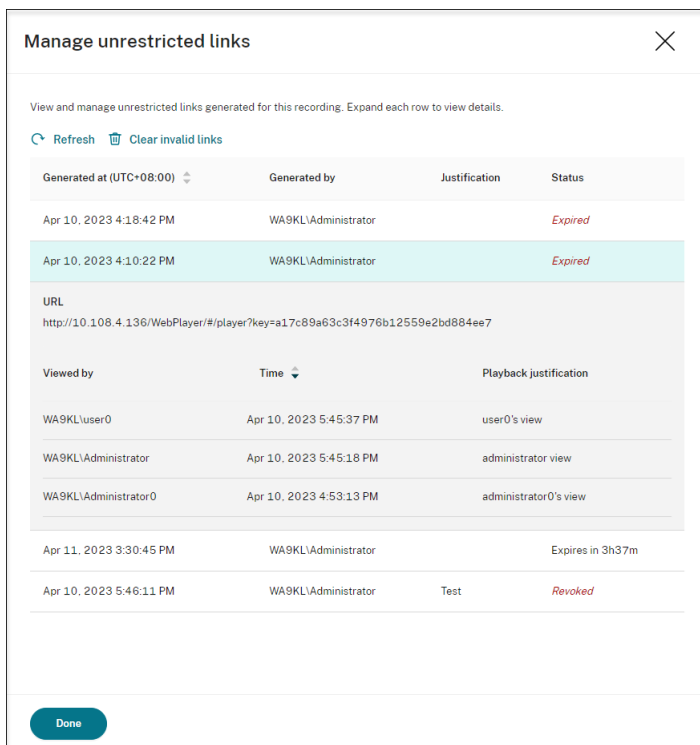 Manage unrestricted links
View and manage unrestricted links generated for this recording. Expand each row to view details.
Refresh Clear invalid links
Generated at (UTC+08:00) Generated by Justification Status
Apr 10, 2023 4:18:42 PM WA9KL\Administrator Expired
Apr 10, 2023 4:10:22 PM WA9KL\Administrator Expired
URL
http://10.108.4.136/WebPlayer/#/player?key=a17c89a63c3f4976b12559e2bd884ee7
Viewed by Time Playback justification
WA9KL\user0 Apr 10, 2023 5:45:37 PM user0's view
WA9KL\Administrator Apr 10, 2023 5:45:18 PM administrator view
WA9KL\Administrator0 Apr 10, 2023 4:53:13 PM administrator0's view
Apr 11, 2023 3:30:45 PM WA9KL\Administrator Expires in 3h37m
Apr 10, 2023 5:46:11 PM WA9KL\Administrator Test Revoked
Done